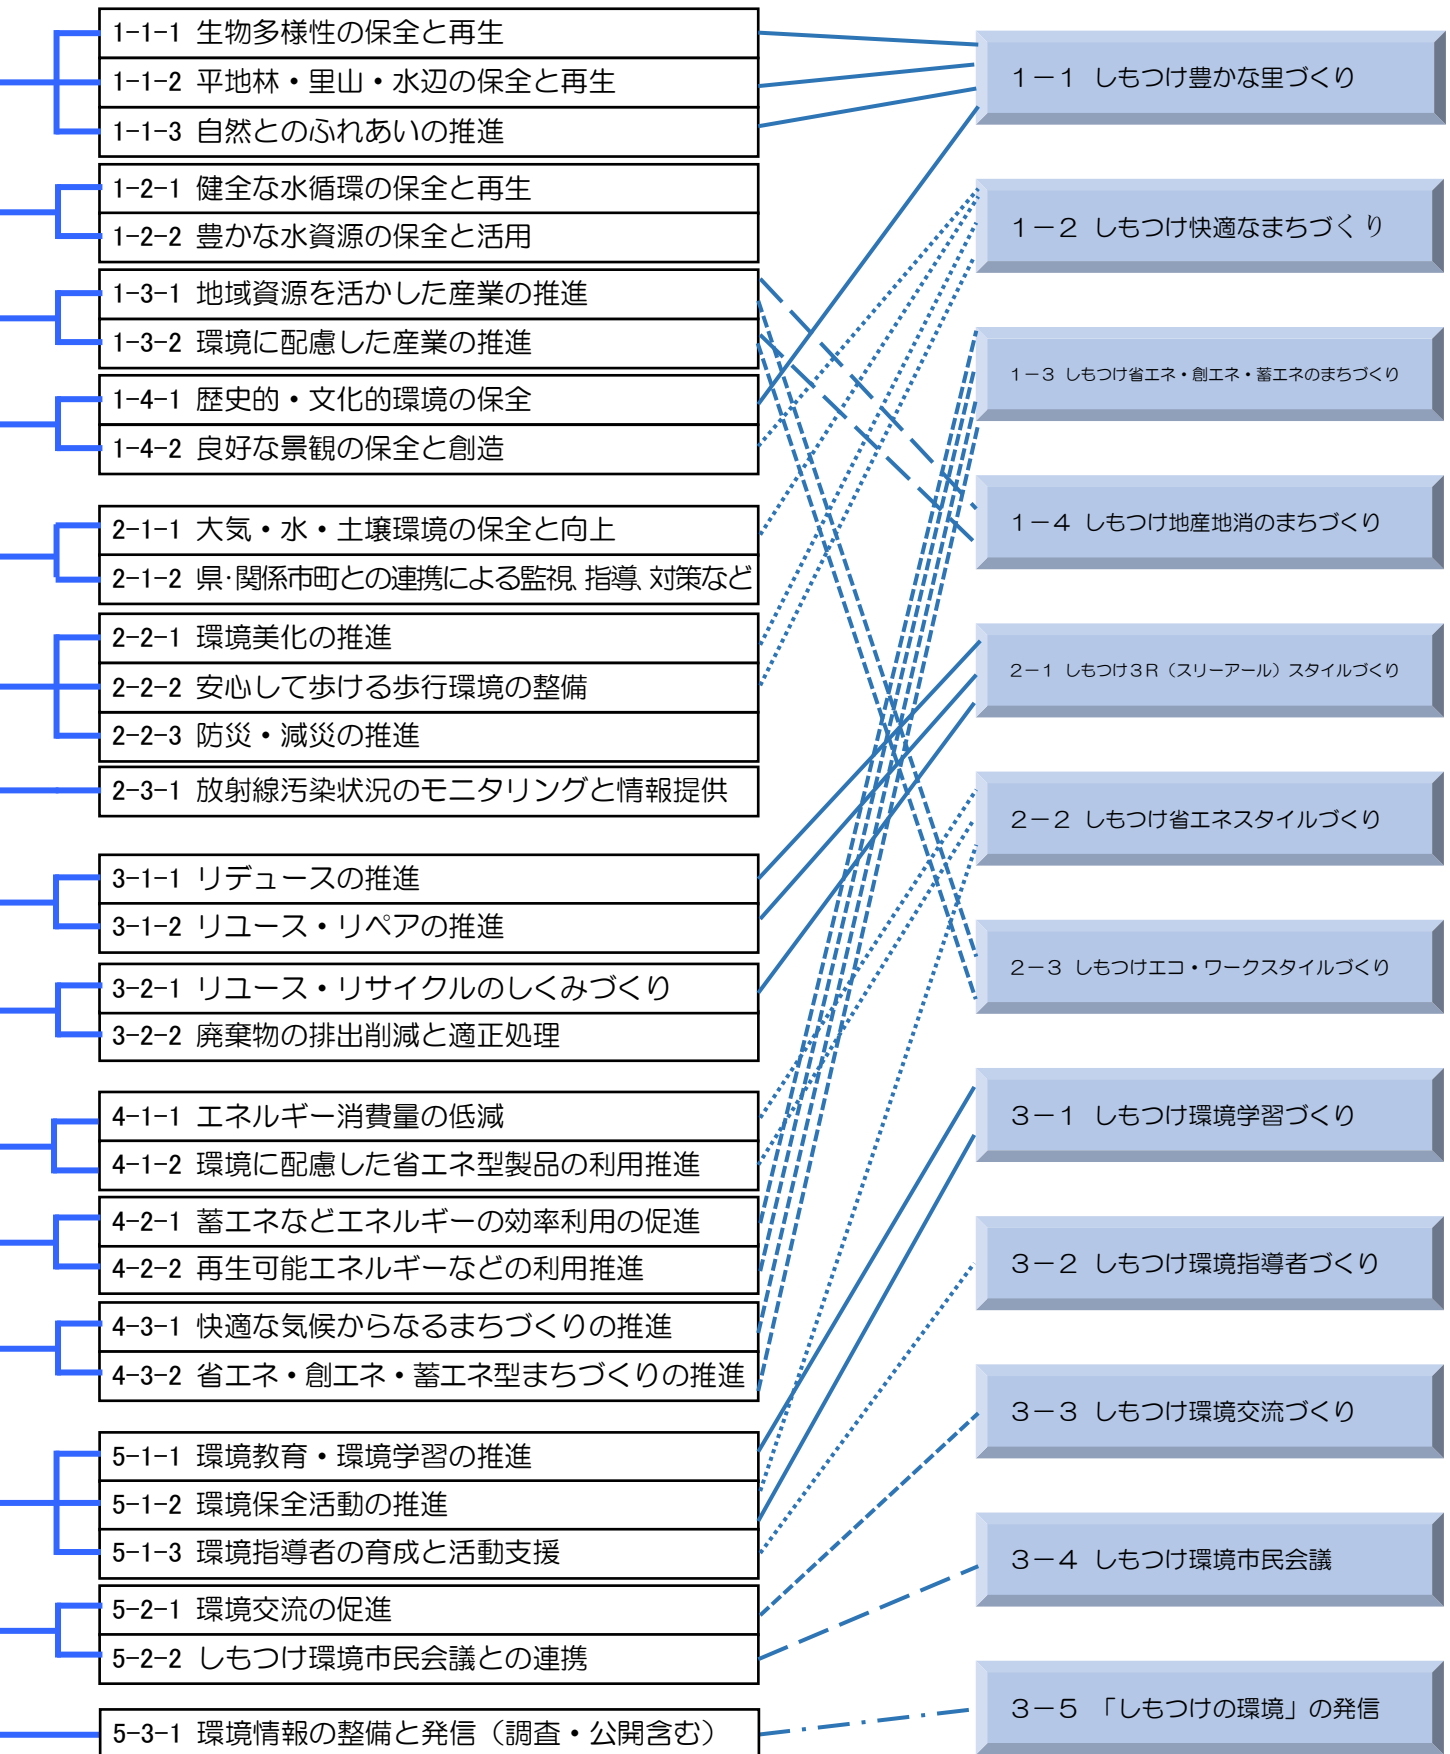 1-1-1 生物多様性の保全と再生
1-1-2 平地林・里山・水辺の保全と再生
1-1-3 自然とのふれあいの推進
1-2-1 健全な水循環の保全と再生
1-2-2 豊かな水資源の保全と活用
1-3-1 地域資源を活かした産業の推進
1-3-2 環境に配慮した産業の推進
1-4-1 歴史的・文化的環境の保全
1-4-2 良好な景観の保全と創造
2-1-1 大気・水・土壌環境の保全と向上
2-1-2 県・関係市町との連携による監視、指導、対策など
2-2-1 環境美化の推進
2-2-2 安心して歩ける歩行環境の整備
2-2-3 防災・減災の推進
2-3-1 放射線汚染状況のモニタリングと情報提供
3-1-1 リデュースの推進
3-1-2 リユース・リペアの推進
3-2-1 リユース・リサイクルのしくみづくり
3-2-2 廃棄物の排出削減と適正処理
4-1-1 エネルギー消費量の低減
4-1-2 環境に配慮した省エネ型製品の利用推進
4-2-1 蓄エネなどエネルギーの効率利用の促進
4-2-2 再生可能エネルギーなどの利用推進
4-3-1 快適な気候からなるまちづくりの推進
4-3-2 省エネ・創エネ・蓄エネ型まちづくりの推進
5-1-1 環境教育・環境学習の推進
5-1-2 環境保全活動の推進
5-1-3 環境指導者の育成と活動支援
5-2-1 環境交流の促進
5-2-2 しもつけ環境市民会議との連携
5-3-1 環境情報の整備と発信（調査・公開含む）
１－１ しもつけ豊かな里づくり
１－２ しもつけ快適なまちづくり
１－３ しもつけ省エネ・創エネ・蓄エネのまちづくり
１－４ しもつけ地産地消のまちづくり
２－１ しもつけ３Ｒ（スリーアール）スタイルづくり
２－２ しもつけ省エネスタイルづくり
２－３ しもつけエコ・ワークスタイルづくり
３－１ しもつけ環境学習づくり
３－２ しもつけ環境指導者づくり
３－３ しもつけ環境交流づくり
３－４ しもつけ環境市民会議
３－５ 「しもつけの環境」の発信